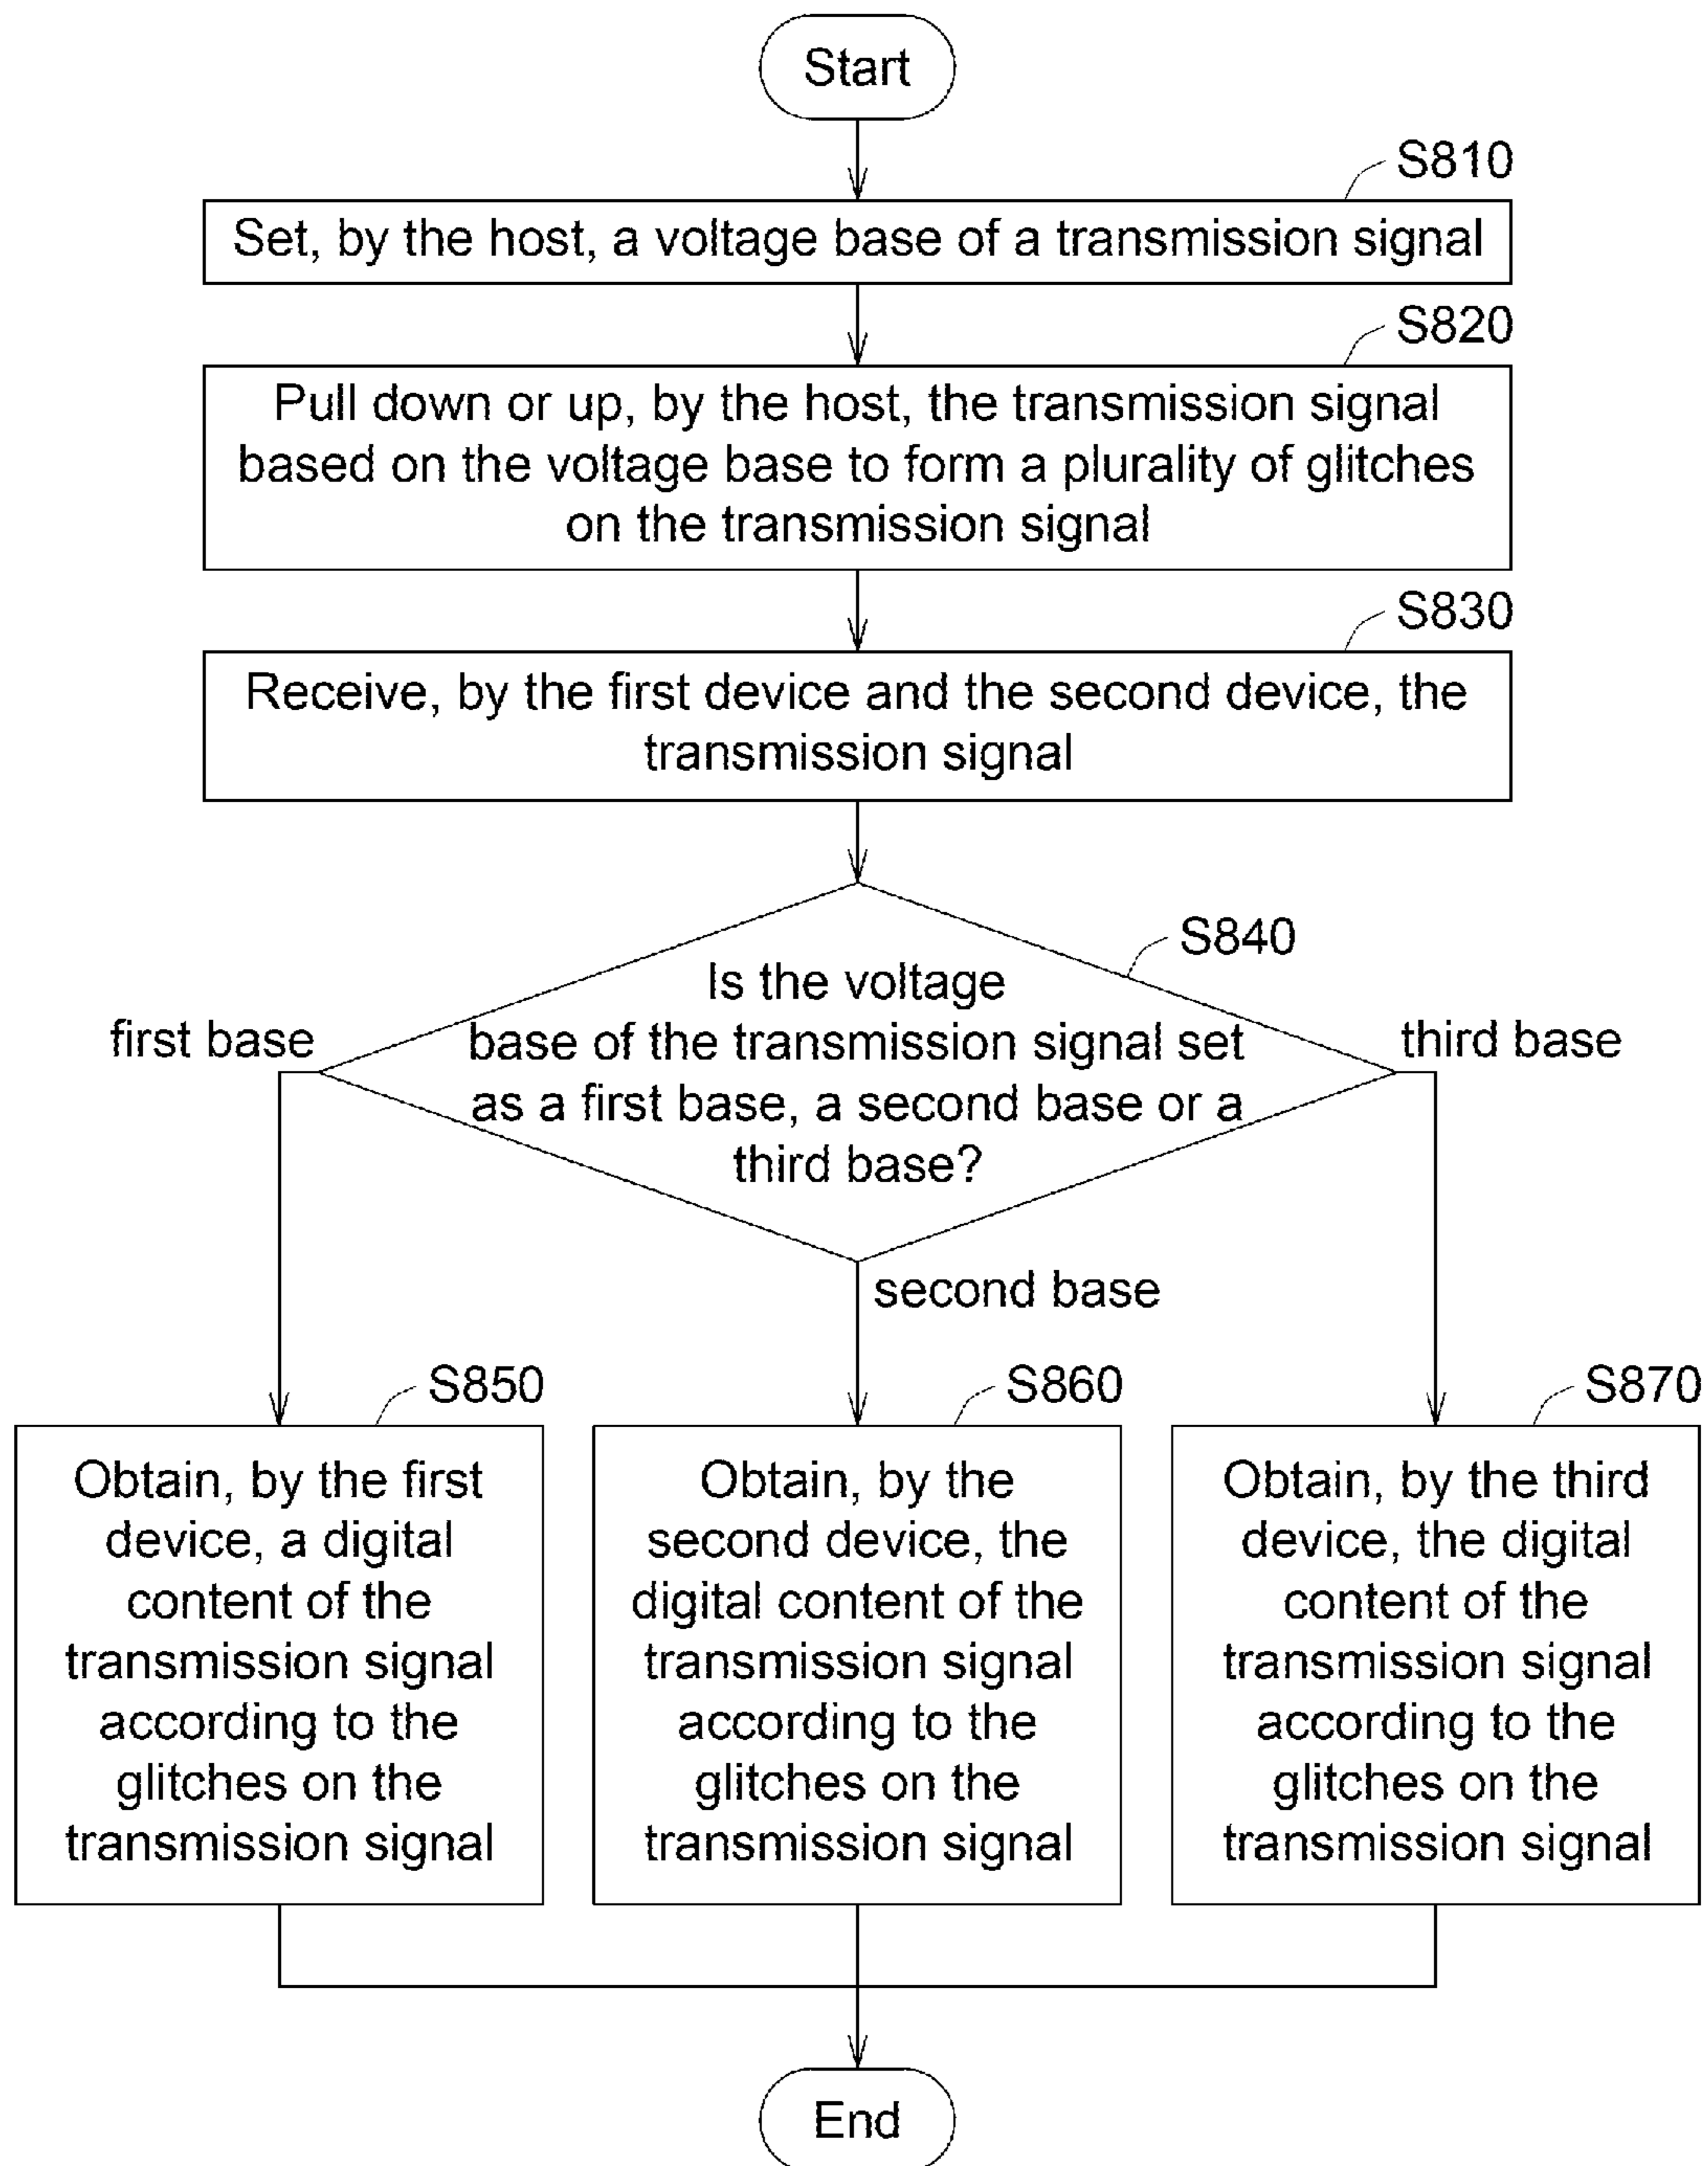 Start
S810
Set, by the host, a voltage base of a transmission signal
S820
Pull down or up, by the host, the transmission signal
based on the voltage base to form a plurality of glitches
on the transmission signal
S830
Receive, by the first device and the second device, the
transmission signal
S840
Is the voltage
base of the transmission signal set
as a first base, a second base or a
third base?
first base
third base
second base
S850
Obtain, by the first
device, a digital
content of the
transmission signal
according to the
glitches on the
transmission signal
S860
Obtain, by the
second device, the
digital content of the
transmission signal
according to the
glitches on the
transmission signal
S870
Obtain, by the third
device, the digital
content of the
transmission signal
according to the
glitches on the
transmission signal
End